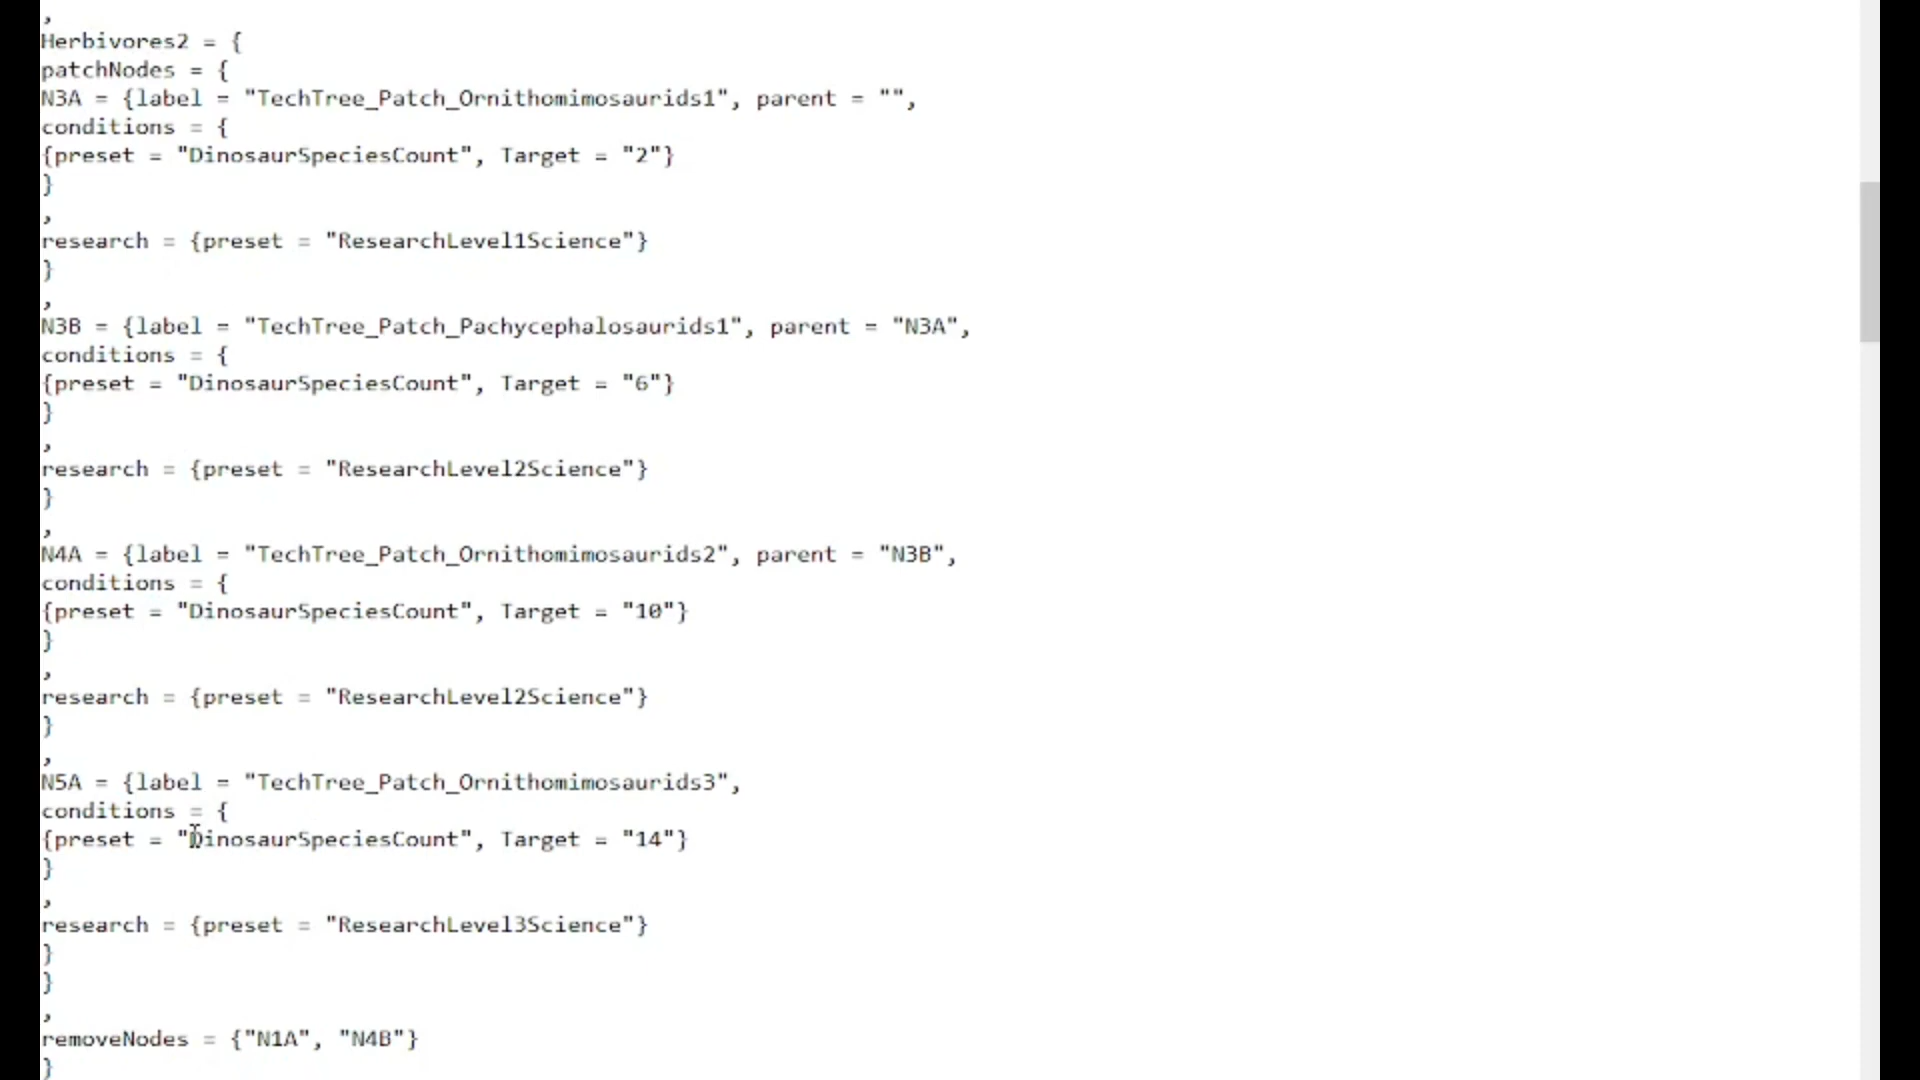 ,
Herbivores2 = {
patchNodes = {
N3A = {label = "TechTree_Patch_Ornithomimosaurids1", parent = "",
conditions = {
{preset = "DinosaurSpeciesCount", Target = "2"}
}
,
research = {preset = "ResearchLevel1Science"}
}
,
N3B = {label = "TechTree_Patch_Pachycephalosaurids1", parent = "N3A",
conditions = {
{preset = "DinosaurSpeciesCount", Target = "6"}
}
,
research = {preset = "ResearchLevel2Science"}
}
,
N4A = {label = "TechTree_Patch_Ornithomimosaurids2", parent = "N3B",
conditions = {
{preset = "DinosaurSpeciesCount", Target = "10"}
}
,
research = {preset = "ResearchLevel2Science"}
}
,
N5A = {label = "TechTree_Patch_Ornithomimosaurids3",
conditions = {
{preset = "DinosaurSpeciesCount", Target = "14"}
}
,
research = {preset = "ResearchLevel3Science"}
}
}
,
removeNodes = {"N1A", "N4B"}
}